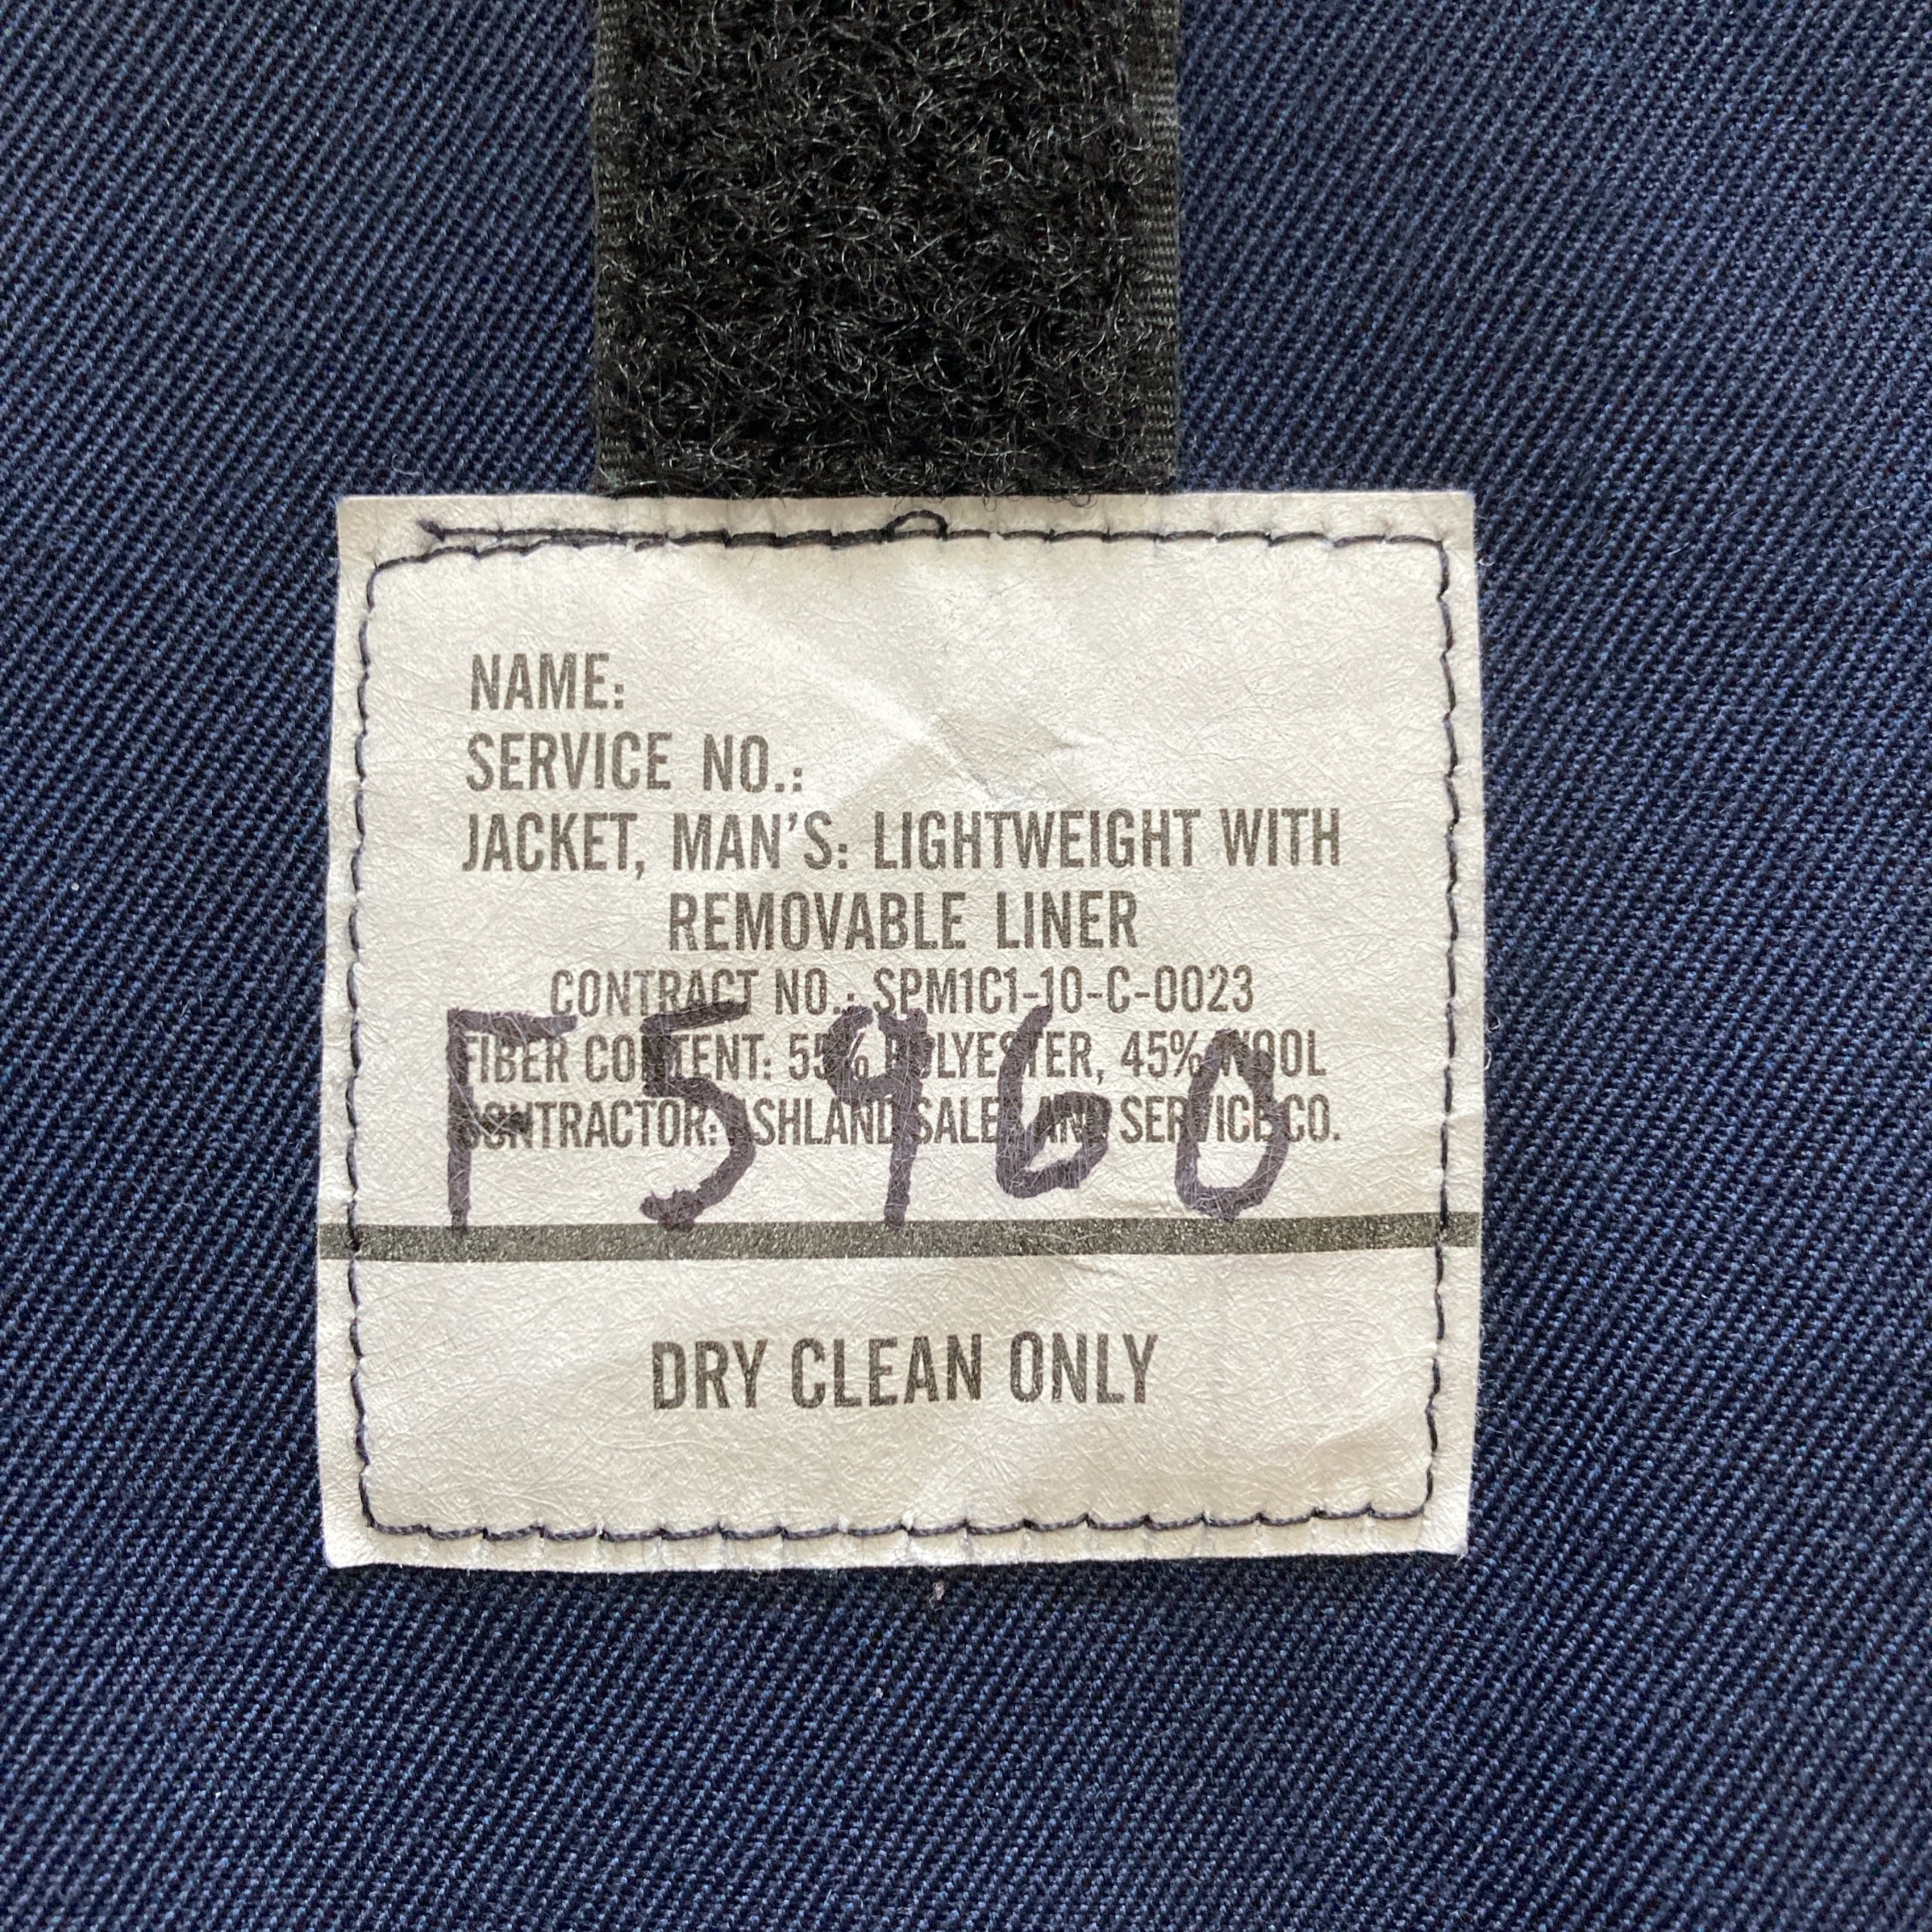 NAME:
SERVICE NO.:
JACKET, MAN'S: LIGHTWEIGHT WITH
REMOVABLE LINER
CONTRACT NO.: SPM1C1-10-C-0023
F5960
FIBER CONTENT: 55% POLYESTER, 45% WOOL
CONTRACTOR: ASHLAND SALES AND SERVICE CO.
DRY CLEAN ONLY